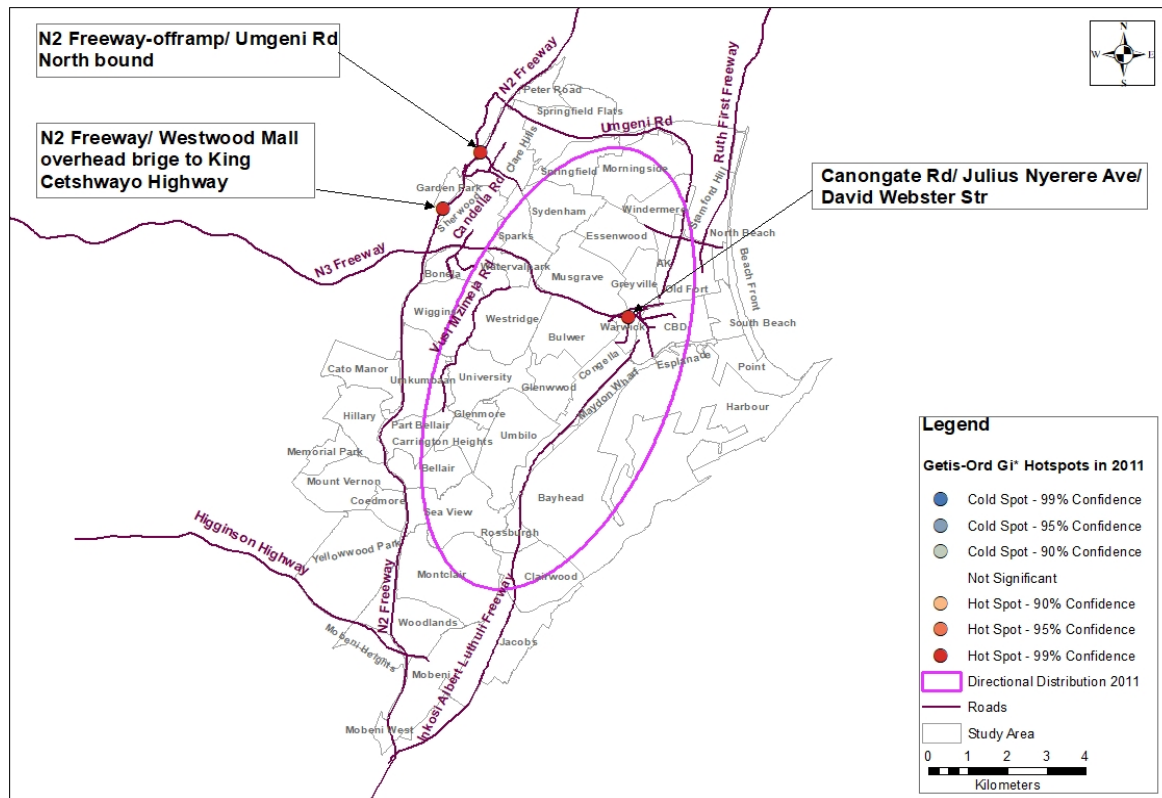 N2 Freeway-offramp/ Umgeni Rd
North bound
N2 Freeway/ Westwood Mall
overhead brige to King
Cetshwayo Highway
Canongate Rd/ Julius Nyerere Ave/
David Webster Str
N
W
E
S
N2 Freeway
Peter Road
Springfield Flats
Umgeni Rd
Ruth First Freeway
Clare Hills
Springfield
Morningside
Garden Park
Sherwood
Candella Rd
Sydenham
Windermere
Stamford Hill
North Beach
Sparks
Essenwood
N3 Freeway
Bonela
Watervalpark
Musgrave
AK
Beach Front
Greyville
Old Fort
Wiggins
Vusi Mzimela Rd
Westridge
Bulwer
Warwick
CBD
South Beach
Congella
Esplanade
Point
Cato Manor
Umkumbaan
University
Glenwwod
Maydon Wharf
Harbour
Hillary
Glenmore
Part Bellair
Carrington Heights
Umbilo
Memorial Park
Bellair
Mount Vernon
Coedmore
Bayhead
Sea View
Rossburgh
Higginson Highway
Yellowwood Park
Montclair
Clairwood
N2 Freeway
Woodlands
Inkosi Albert Luthuli Freeway
Jacobs
Mobeni Heights
Mobeni
Mobeni West
Legend
Getis-Ord Gi* Hotspots in 2011
Cold Spot - 99% Confidence
Cold Spot - 95% Confidence
Cold Spot - 90% Confidence
Not Significant
Hot Spot - 90% Confidence
Hot Spot - 95% Confidence
Hot Spot - 99% Confidence
Directional Distribution 2011
Roads
Study Area
0 1 2 3 4
Kilometers